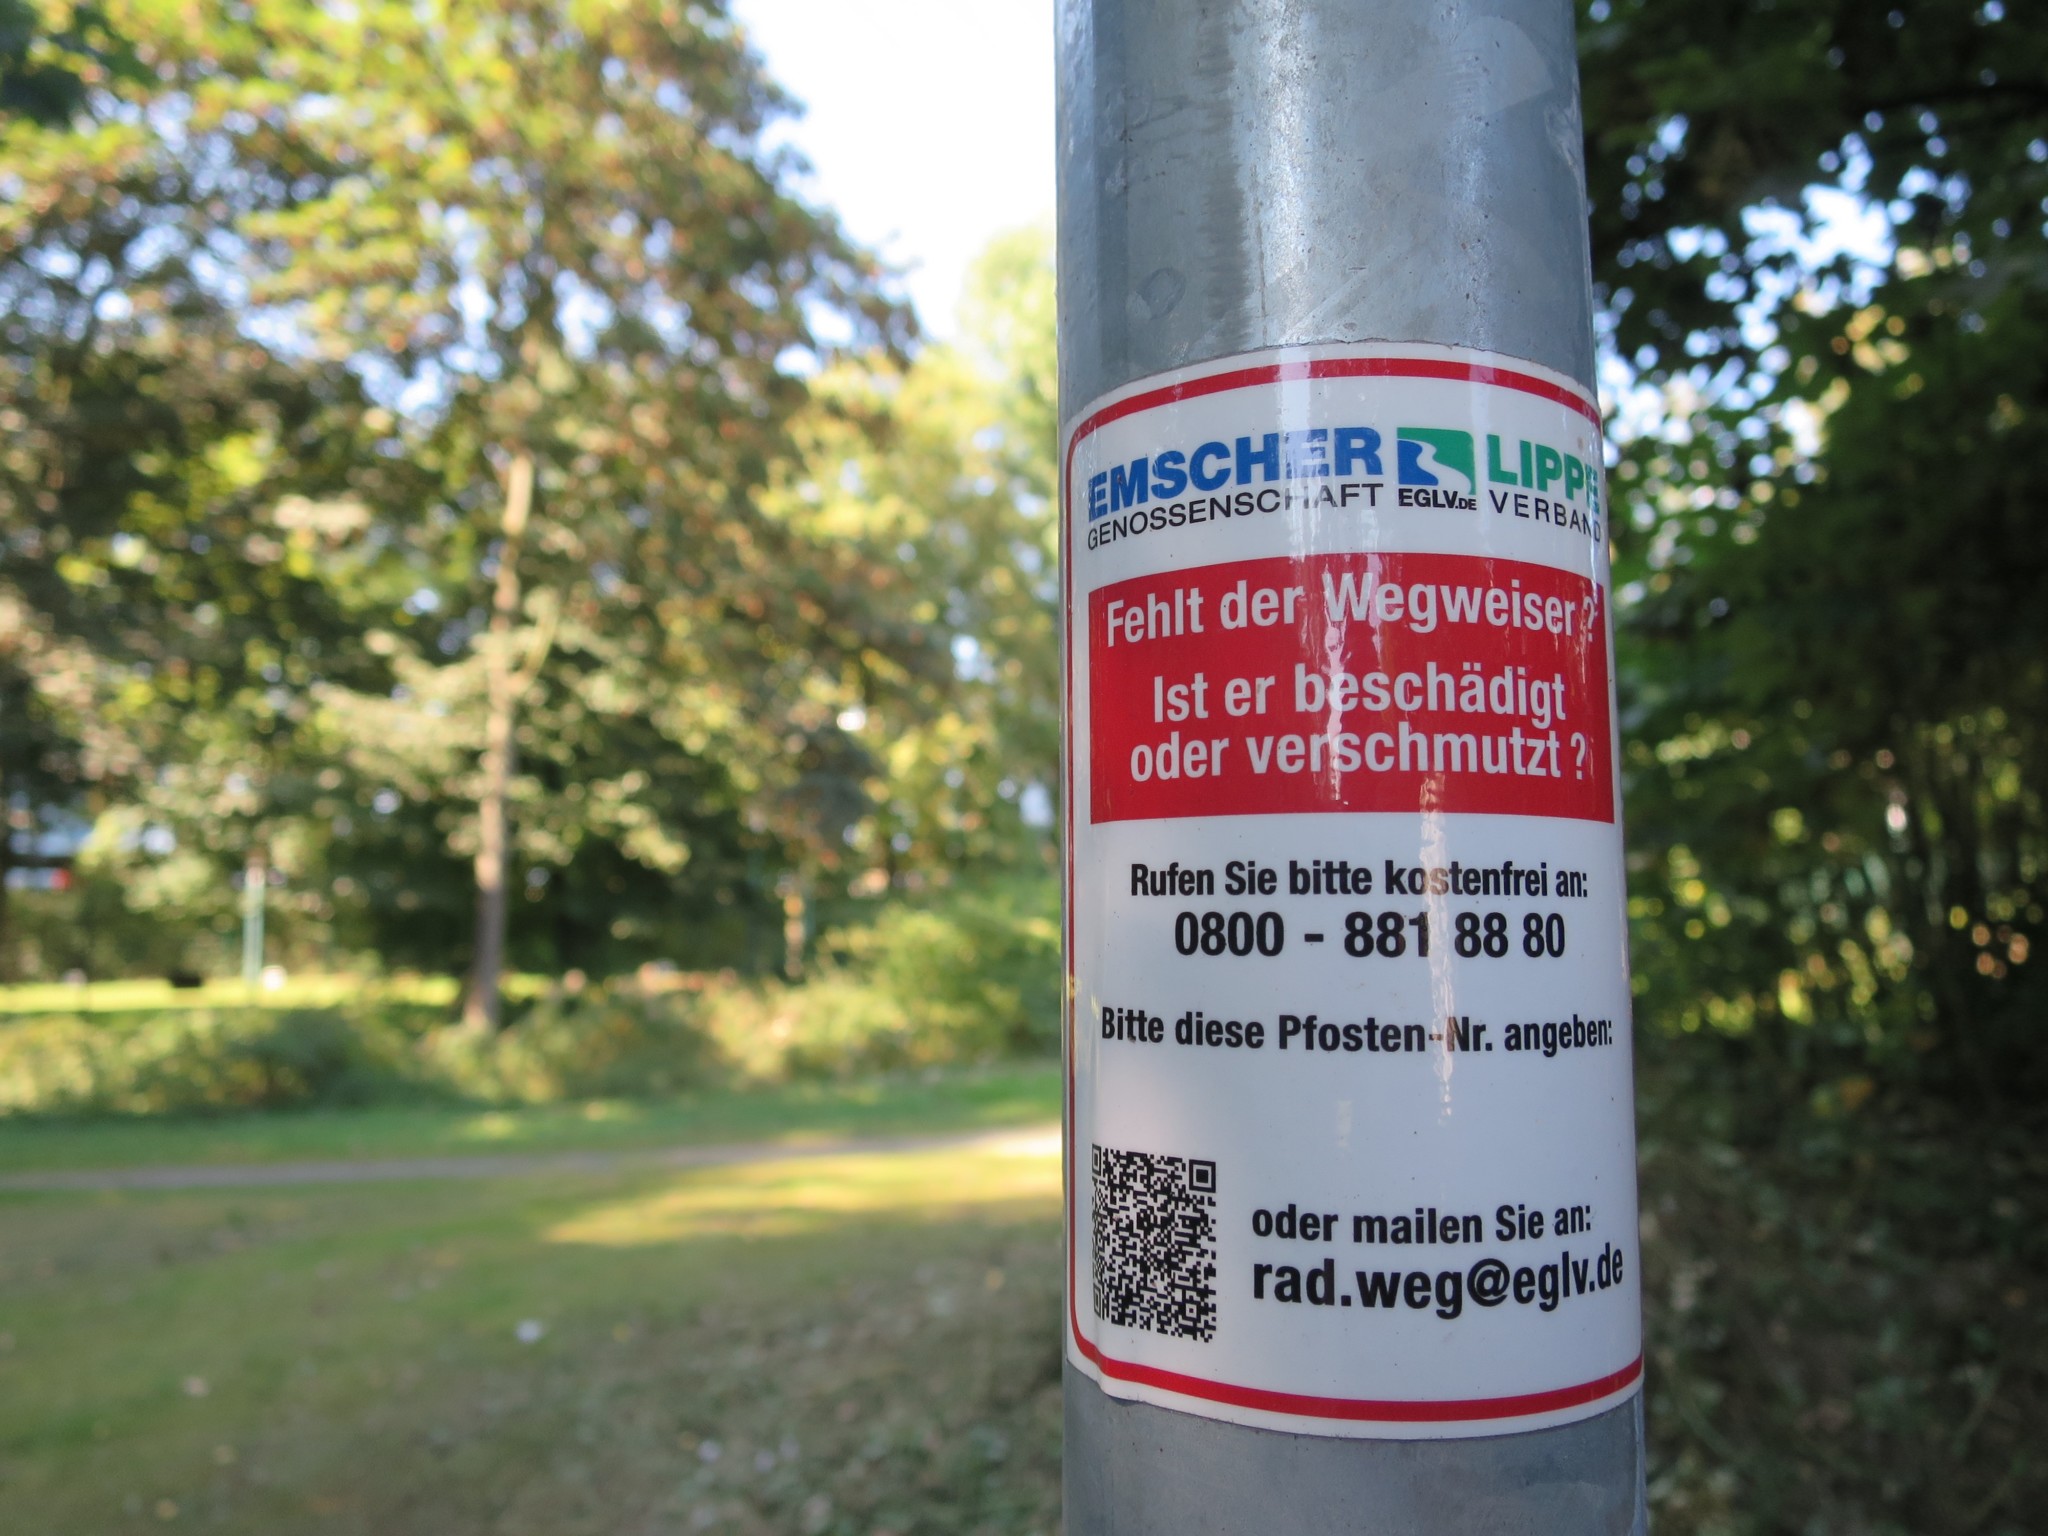 EMSCHER LIPPE
GENOSSENSCHAFT EGLV.DE VERBAND
Fehlt der Wegweiser ?
Ist er beschädigt
oder verschmutzt ?
Rufen Sie bitte kostenfrei an:
0800 - 881 88 80
Bitte diese Pfosten-Nr. angeben:
oder mailen Sie an:
rad.weg@eglv.de